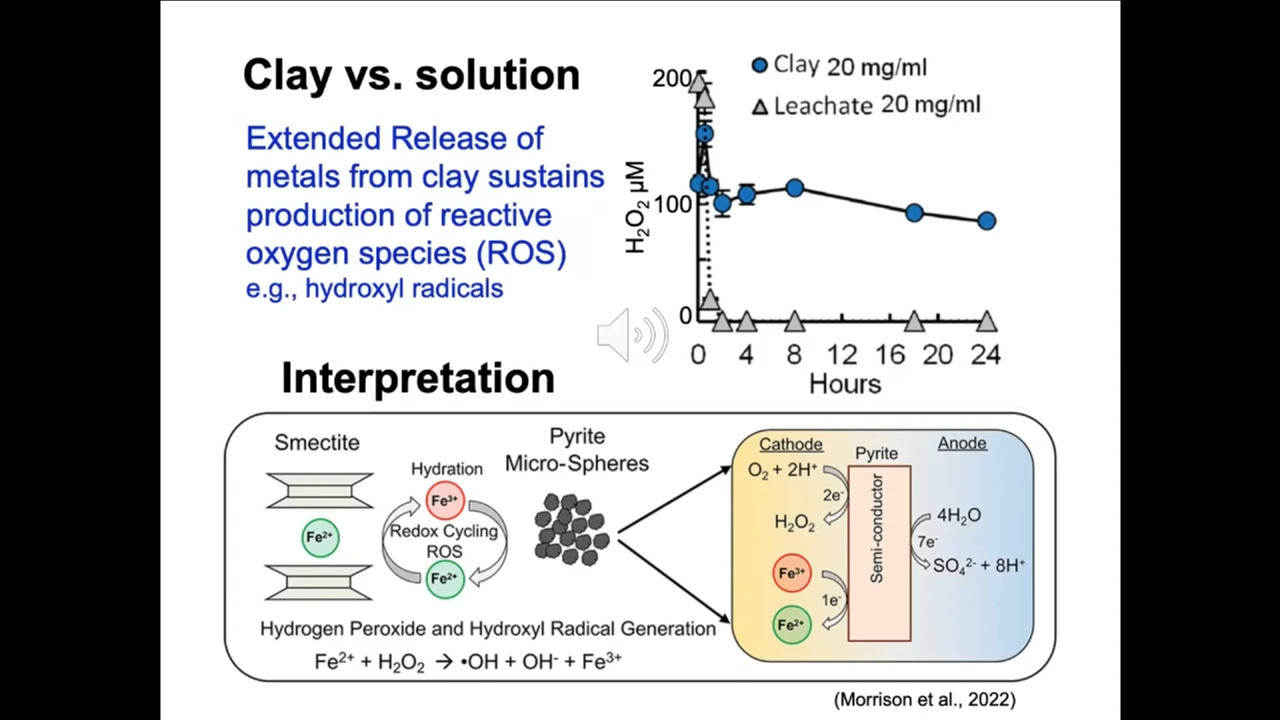 Clay vs. solution
Extended Release of
metals from clay sustains
production of reactive
oxygen species (ROS)
e.g., hydroxyl radicals
Clay 20 mg/ml
Leachate 20 mg/ml
H₂O₂ µM
200
100
0
0 4 8 12 16 20 24
Hours
Interpretation
Smectite
Fe²⁺
Hydration
Fe³⁺
Redox Cycling
ROS
Fe²⁺
Pyrite
Micro-Spheres
Hydrogen Peroxide and Hydroxyl Radical Generation
Fe²⁺ + H₂O₂ → •OH + OH⁻ + Fe³⁺
Cathode
O₂ + 2H⁺
2e⁻
H₂O₂
Fe³⁺
1e⁻
Fe²⁺
Pyrite
Semi-conductor
Anode
4H₂O
7e⁻
SO₄²⁻ + 8H⁺
(Morrison et al., 2022)